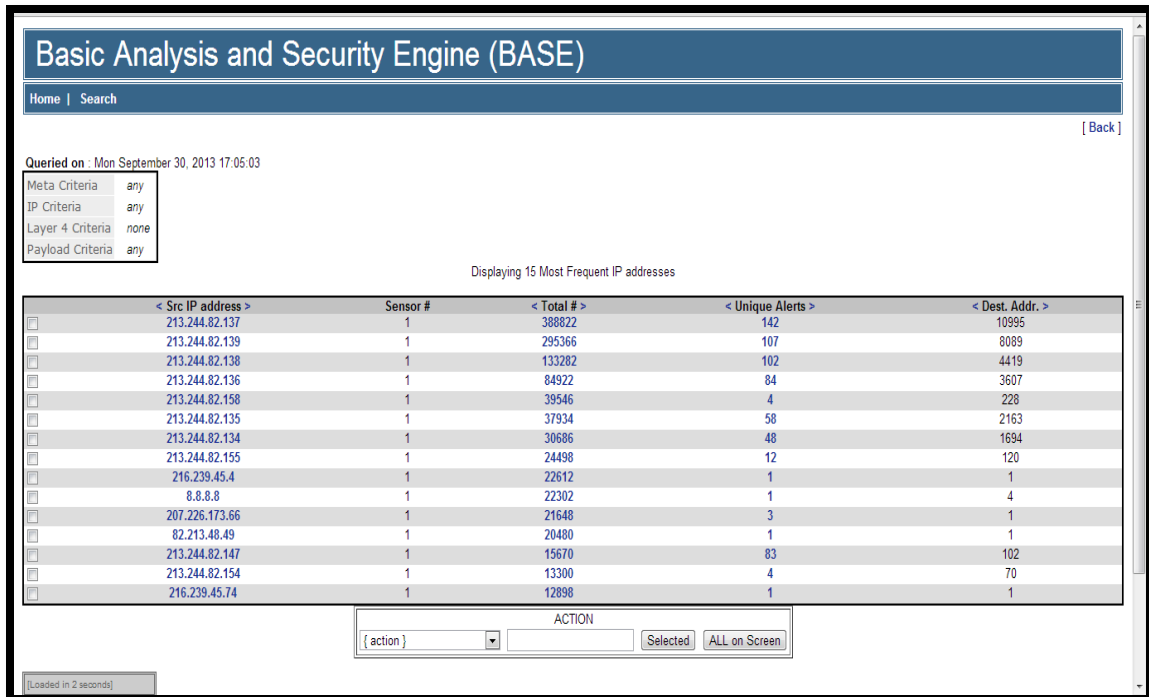 Basic Analysis and Security Engine (BASE)
Home | Search
[ Back ]
Queried on : Mon September 30, 2013 17:05:03
Meta Criteria any
IP Criteria any
Layer 4 Criteria none
Payload Criteria any
Displaying 15 Most Frequent IP addresses
< Src IP address > Sensor # < Total # > < Unique Alerts > < Dest. Addr. >
213.244.82.137 1 388822 142 10995
213.244.82.139 1 295366 107 8089
213.244.82.138 1 133282 102 4419
213.244.82.136 1 84922 84 3607
213.244.82.158 1 39546 4 228
213.244.82.135 1 37934 58 2163
213.244.82.134 1 30686 48 1694
213.244.82.155 1 24498 12 120
216.239.45.4 1 22612 1 1
8.8.8.8 1 22302 1 4
207.226.173.66 1 21648 3 1
82.213.48.49 1 20480 1 1
213.244.82.147 1 15670 83 102
213.244.82.154 1 13300 4 70
216.239.45.74 1 12898 1 1
ACTION
{ action } Selected ALL on Screen
[Loaded in 2 seconds]